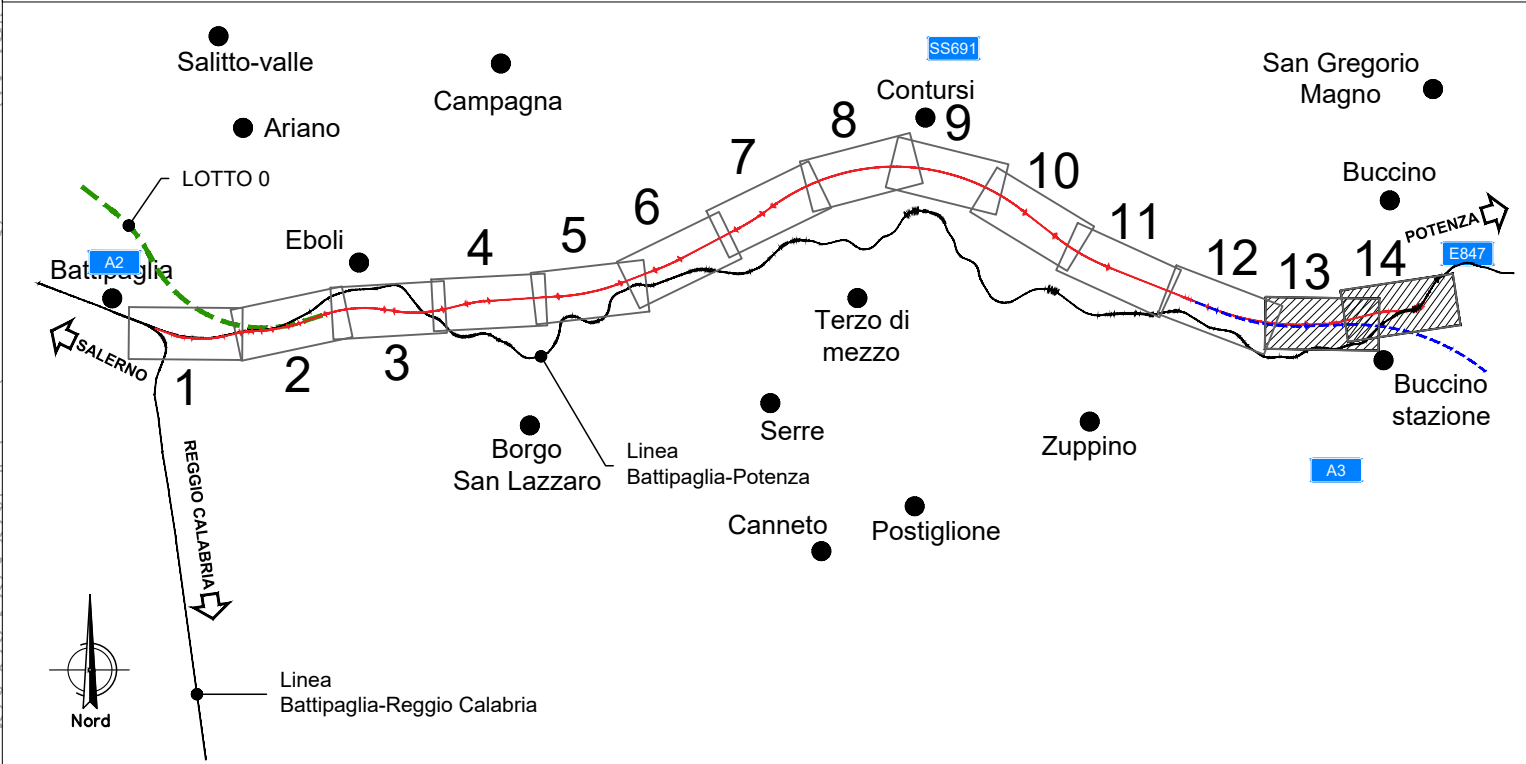 Salitto-valle
SS691
San Gregorio
Magno
Campagna
Contursi
Ariano
8
9
7
10
LOTTO 0
Buccino
6
11
POTENZA
Eboli
5
4
12
13
14
E847
A2
Battipaglia
SALERNO
1
2
3
Terzo di
mezzo
Buccino
stazione
Serre
Zuppino
Borgo
San Lazzaro
Linea
Battipaglia-Potenza
A3
REGGIO CALABRIA
Canneto
Postiglione
Linea
Battipaglia-Reggio Calabria
Nord